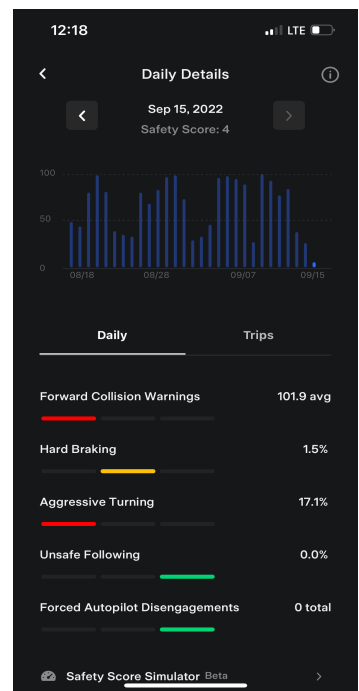 12:18 LTE
Daily Details
Sep 15, 2022
Safety Score: 4
100
50
0
08/18 08/28 09/07 09/15
Daily Trips
Forward Collision Warnings 101.9 avg
Hard Braking 1.5%
Aggressive Turning 17.1%
Unsafe Following 0.0%
Forced Autopilot Disengagements 0 total
Safety Score Simulator Beta